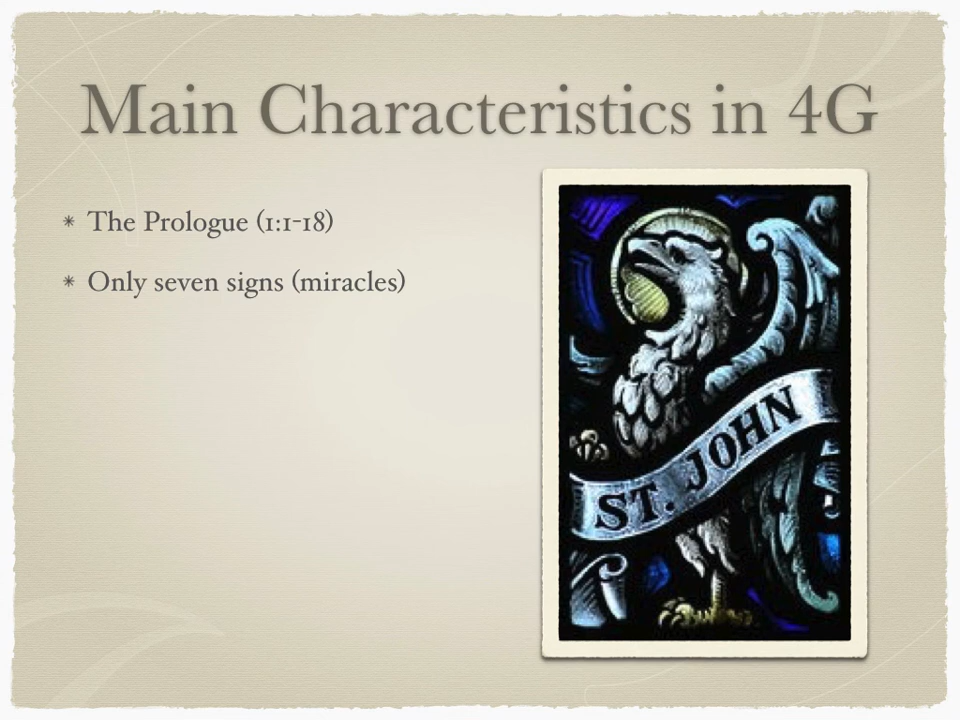 Main Characteristics in 4G
The Prologue (1:1-18)
Only seven signs (miracles)
ST. JOHN